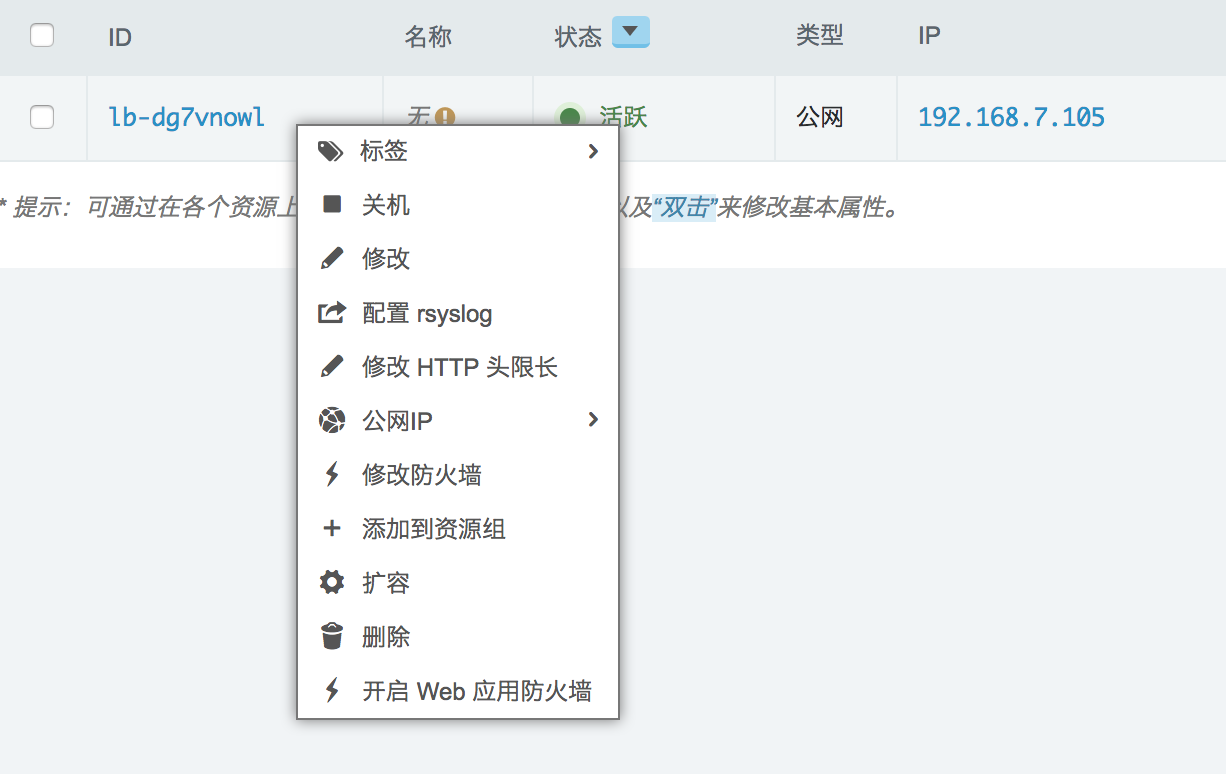 ID 名称 状态 类型 IP
lb-dg7vnowl 无 活跃 公网 192.168.7.105
* 提示：可通过在各个资源上 以及“双击”来修改基本属性。
标签
关机
修改
配置 rsyslog
修改 HTTP 头限长
公网IP
修改防火墙
添加到资源组
扩容
删除
开启 Web 应用防火墙